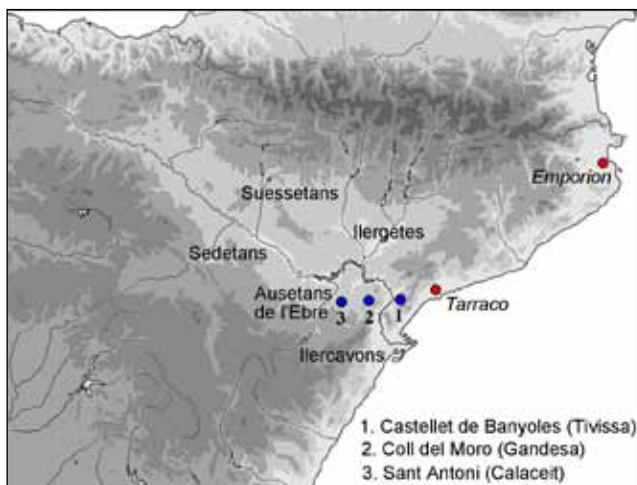 Emporion
Suessetans
Ilergètes
Sedetans
Ausetans
de l'Ebre
3 2 1
Tarraco
Ilercavons
1. Castellet de Banyoles (Tivissa)
2. Coll del Moro (Gandesa)
3. Sant Antoni (Calaceit)